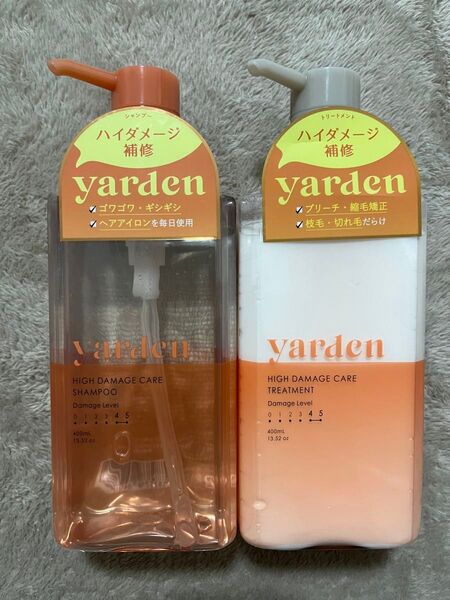 シャンプー
ハイダメージ
補修
yarden
ゴワゴワ・ギシギシ
ヘアアイロンを毎日使用
yarden
HIGH DAMAGE CARE
SHAMPOO
Damage Level
0 1 2 3 4 5
400mL
13.52 oz
トリートメント
ハイダメージ
補修
yarden
ブリーチ・縮毛矯正
枝毛・切れ毛だらけ
yarden
HIGH DAMAGE CARE
TREATMENT
Damage Level
0 1 2 3 4 5
400mL
13.52 oz